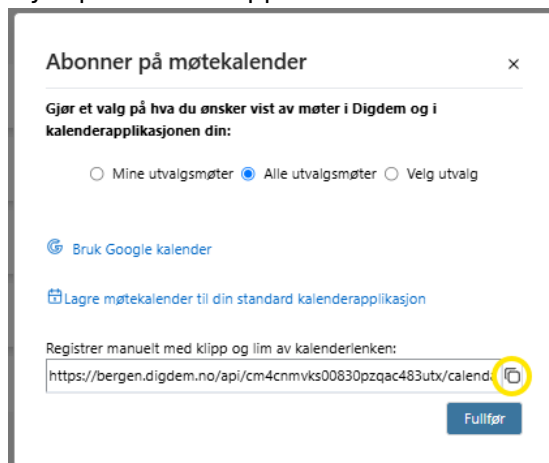 Abonner på møtekalender
Gjør et valg på hva du ønsker vist av møter i Digdem og i
kalenderapplikasjonen din:
Mine utvalgsmøter Alle utvalgsmøter Velg utvalg
Bruk Google kalender
Lagre møtekalender til din standard kalenderapplikasjon
Registrer manuelt med klipp og lim av kalenderlenken:
https://bergen.digdem.no/api/cm4cnmvks00830pzqac483utx/calenda
Fullfør